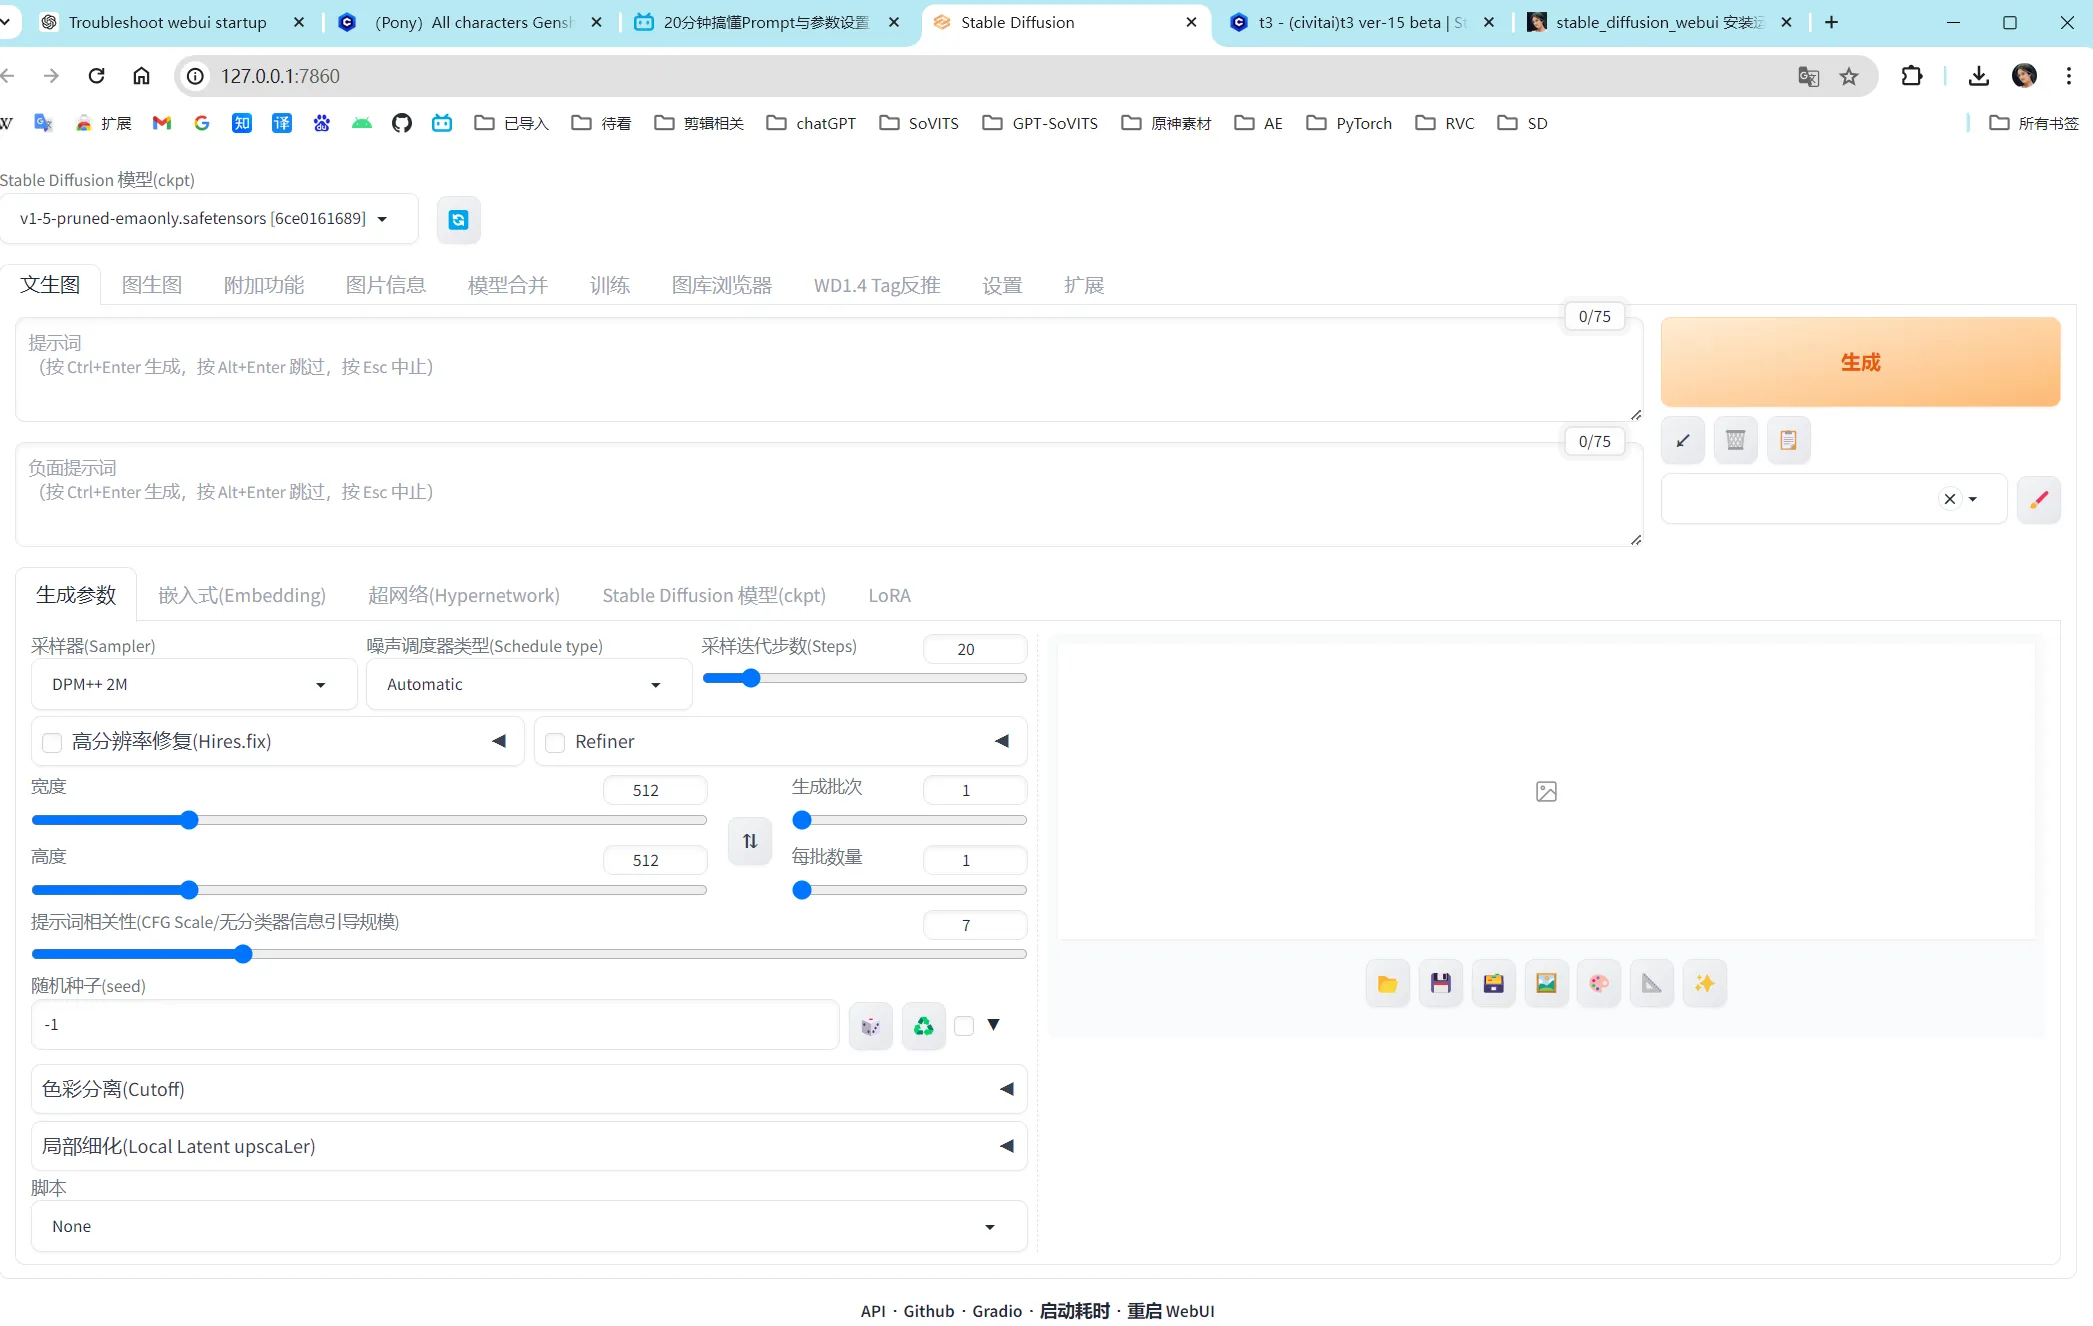 Troubleshoot webui startup
(Pony) All characters Gensh
20分钟搞懂Prompt与参数设置
Stable Diffusion
t3 - (civitai)t3 ver-15 beta | St
stable_diffusion_webui 安装运
127.0.0.1:7860
W
扩展
知
译
已导入
待看
剪辑相关
chatGPT
SoVITS
GPT-SoVITS
原神素材
AE
PyTorch
RVC
SD
所有书签
Stable Diffusion 模型(ckpt)
v1-5-pruned-emaonly.safetensors [6ce0161689]
文生图
图生图
附加功能
图片信息
模型合并
训练
图库浏览器
WD1.4 Tag反推
设置
扩展
0/75
提示词
(按 Ctrl+Enter 生成，按 Alt+Enter 跳过，按 Esc 中止)
生成
0/75
负面提示词
(按 Ctrl+Enter 生成，按 Alt+Enter 跳过，按 Esc 中止)
生成参数
嵌入式(Embedding)
超网络(Hypernetwork)
Stable Diffusion 模型(ckpt)
LoRA
采样器(Sampler)
DPM++ 2M
噪声调度器类型(Schedule type)
Automatic
采样迭代步数(Steps)
20
高分辨率修复(Hires.fix)
Refiner
宽度
512
生成批次
1
高度
512
每批数量
1
提示词相关性(CFG Scale/无分类器信息引导规模)
7
随机种子(seed)
-1
色彩分离(Cutoff)
局部细化(Local Latent upscaLer)
脚本
None
API · Github · Gradio · 启动耗时 · 重启 WebUI